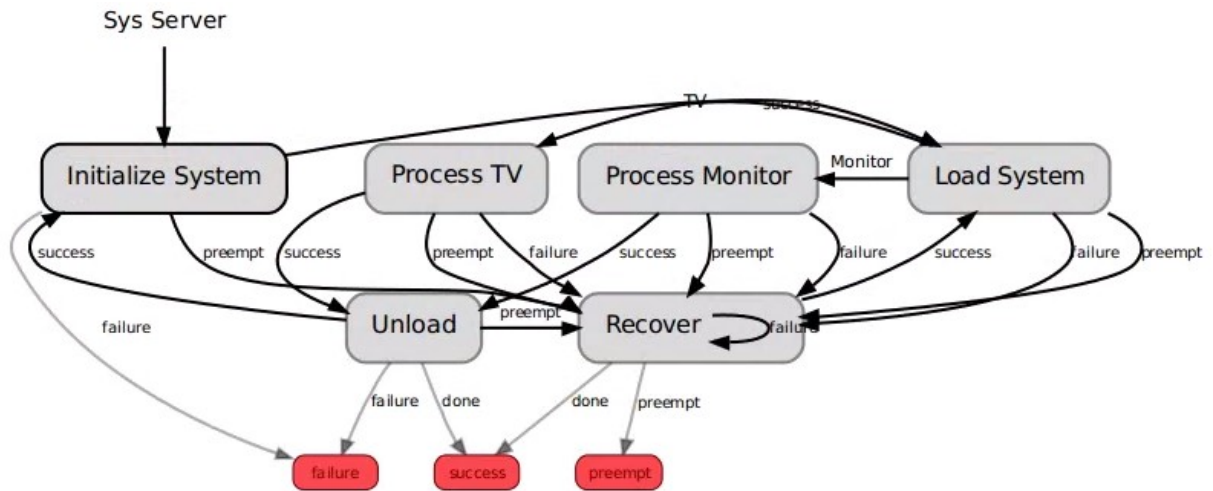 Sys Server
TV
success
Initialize System
Process TV
Process Monitor
Monitor
Load System
success
preempt
success
preempt
failure
success
preempt
failure
success
failure
preempt
Unload
preempt
Recover
failure
failure
failure
done
done
preempt
failure
success
preempt